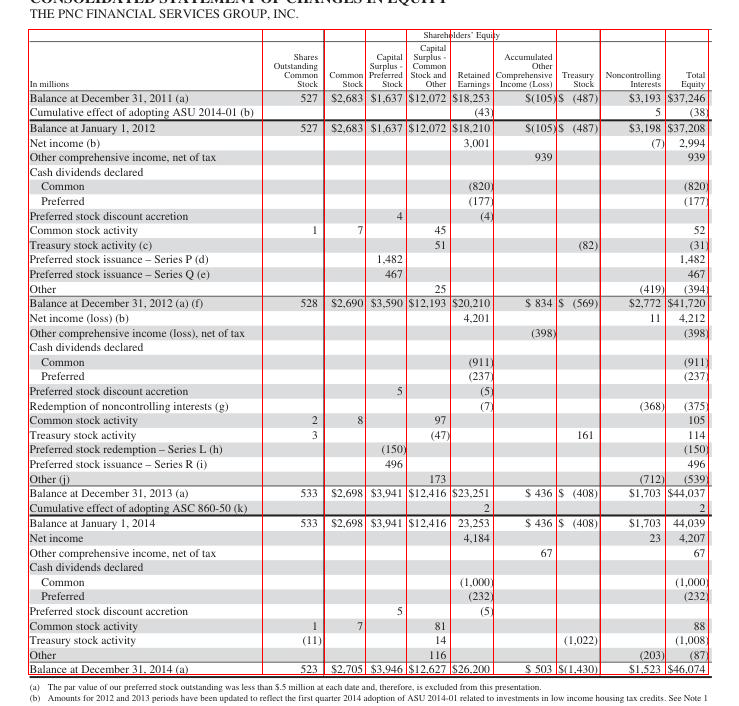 CONSOLIDATED STATEMENT OF CHANGES IN EQUITY
THE PNC FINANCIAL SERVICES GROUP, INC.
Shareholders' Equity
In millions Shares Outstanding Common Stock Common Stock Capital Surplus - Preferred Stock Capital Surplus - Common Stock and Other Retained Earnings Accumulated Other Comprehensive Income (Loss) Treasury Stock Noncontrolling Interests Total Equity
Balance at December 31, 2011 (a) 527 $2,683 $1,637 $12,072 $18,253 $(105) $ (487) $3,193 $37,246
Cumulative effect of adopting ASU 2014-01 (b) (43) 5 (38)
Balance at January 1, 2012 527 $2,683 $1,637 $12,072 $18,210 $(105) $ (487) $3,198 $37,208
Net income (b) 3,001 (7) 2,994
Other comprehensive income, net of tax 939 939
Cash dividends declared
Common (820) (820)
Preferred (177) (177)
Preferred stock discount accretion 4 (4)
Common stock activity 1 7 45 52
Treasury stock activity (c) 51 (82) (31)
Preferred stock issuance – Series P (d) 1,482 1,482
Preferred stock issuance – Series Q (e) 467 467
Other 25 (419) (394)
Balance at December 31, 2012 (a) (f) 528 $2,690 $3,590 $12,193 $20,210 $ 834 $ (569) $2,772 $41,720
Net income (loss) (b) 4,201 11 4,212
Other comprehensive income (loss), net of tax (398) (398)
Cash dividends declared
Common (911) (911)
Preferred (237) (237)
Preferred stock discount accretion 5 (5)
Redemption of noncontrolling interests (g) (7) (368) (375)
Common stock activity 2 8 97 105
Treasury stock activity 3 (47) 161 114
Preferred stock redemption – Series L (h) (150) (150)
Preferred stock issuance – Series R (i) 496 496
Other (j) 173 (712) (539)
Balance at December 31, 2013 (a) 533 $2,698 $3,941 $12,416 $23,251 $ 436 $ (408) $1,703 $44,037
Cumulative effect of adopting ASC 860-50 (k) 2 2
Balance at January 1, 2014 533 $2,698 $3,941 $12,416 23,253 $ 436 $ (408) $1,703 44,039
Net income 4,184 23 4,207
Other comprehensive income, net of tax 67 67
Cash dividends declared
Common (1,000) (1,000)
Preferred (232) (232)
Preferred stock discount accretion 5 (5)
Common stock activity 1 7 81 88
Treasury stock activity (11) 14 (1,022) (1,008)
Other 116 (203) (87)
Balance at December 31, 2014 (a) 523 $2,705 $3,946 $12,627 $26,200 $ 503 $(1,430) $1,523 $46,074
(a) The par value of our preferred stock outstanding was less than $.5 million at each date and, therefore, is excluded from this presentation.
(b) Amounts for 2012 and 2013 periods have been updated to reflect the first quarter 2014 adoption of ASU 2014-01 related to investments in low income housing tax credits. See Note 1